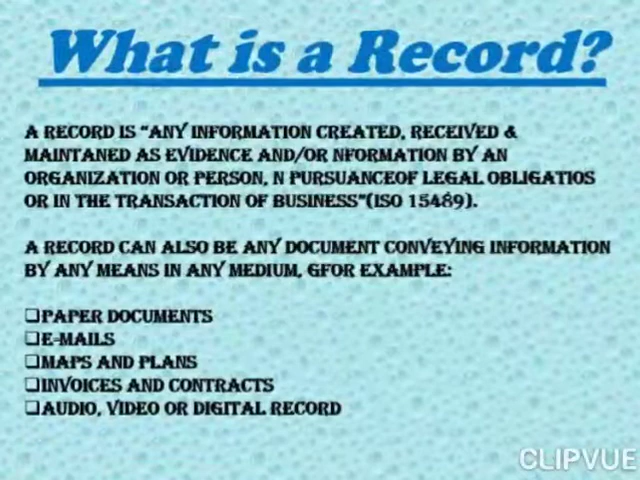 What is a Record?
A RECORD IS "ANY INFORMATION CREATED, RECEIVED &
MAINTANED AS EVIDENCE AND/OR NFORMATION BY AN
ORGANIZATION OR PERSON, N PURSUANCEOF LEGAL OBLIGATIOS
OR IN THE TRANSACTION OF BUSINESS"(ISO 15489).
A RECORD CAN ALSO BE ANY DOCUMENT CONVEYING INFORMATION
BY ANY MEANS IN ANY MEDIUM, GFOR EXAMPLE:
❑PAPER DOCUMENTS
❑E-MAILS
❑MAPS AND PLANS
❑INVOICES AND CONTRACTS
❑AUDIO, VIDEO OR DIGITAL RECORD
CLIPVUE